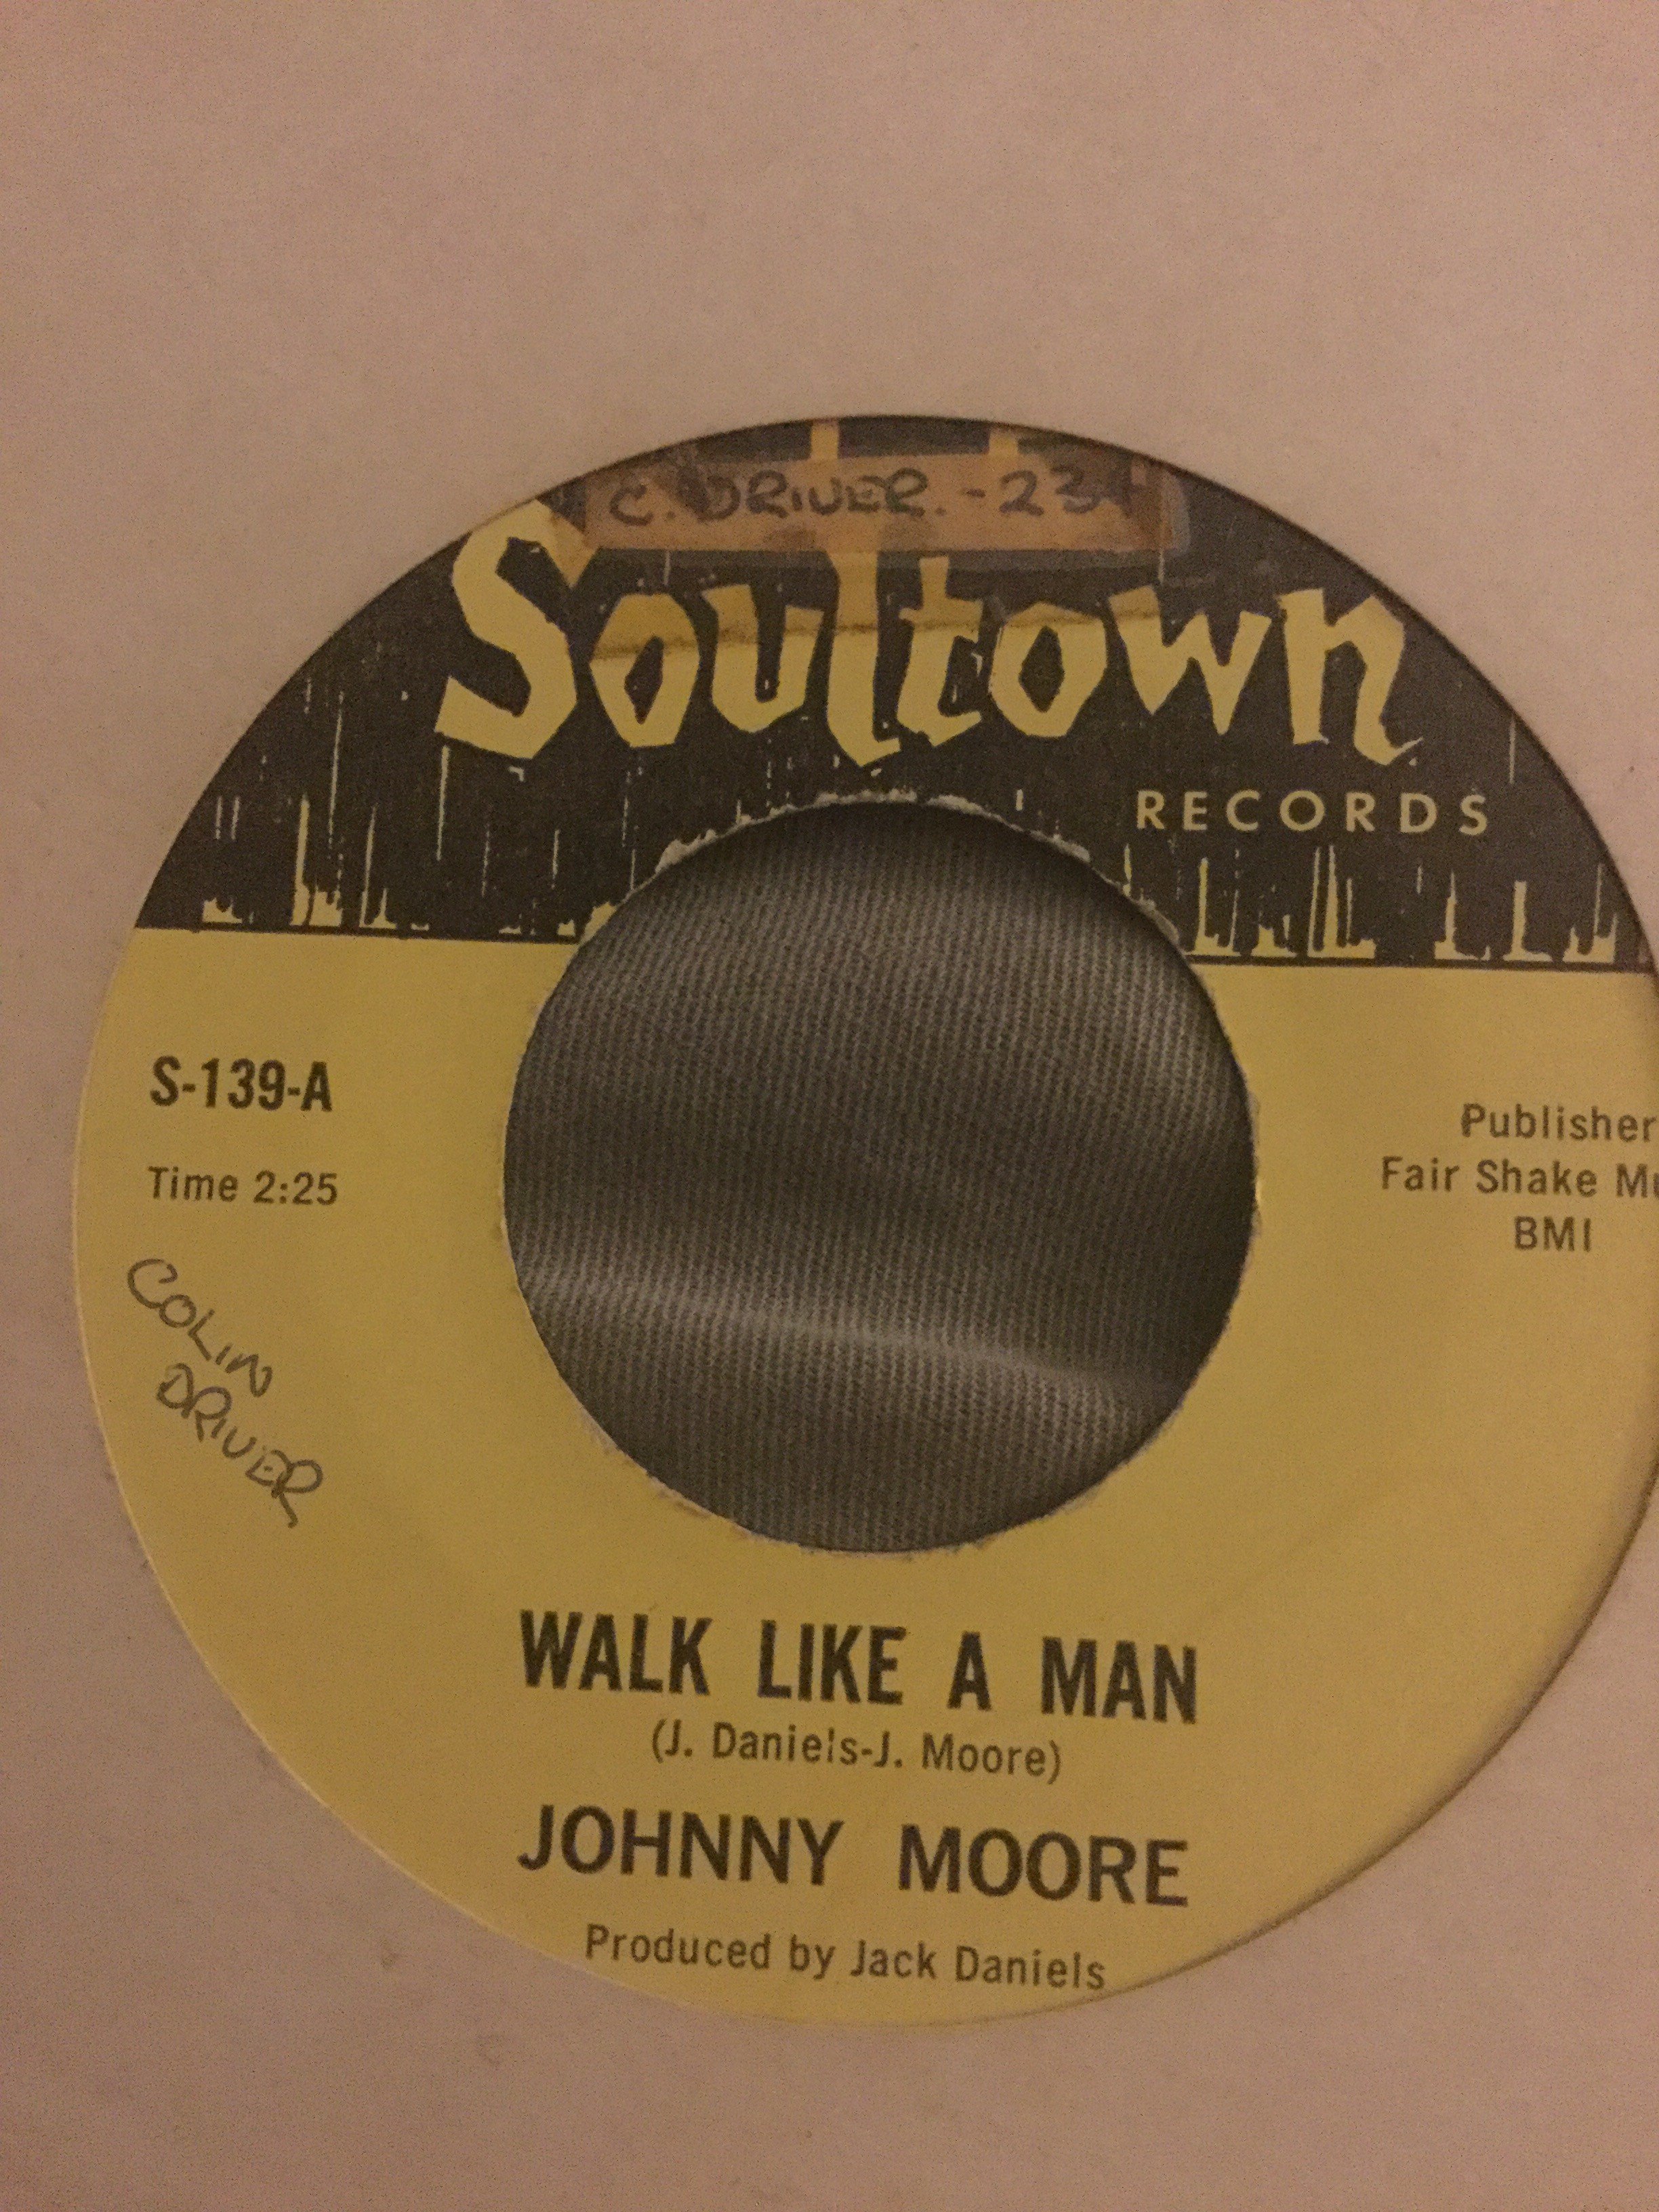 C. DRIVER. - 234
Soultown
RECORDS
S-139-A
Time 2:25
Publisher
Fair Shake
BMI
COLIN
DRIVER
WALK LIKE A MAN
(J. Daniels-J. Moore)
JOHNNY MOORE
Produced by Jack Daniels